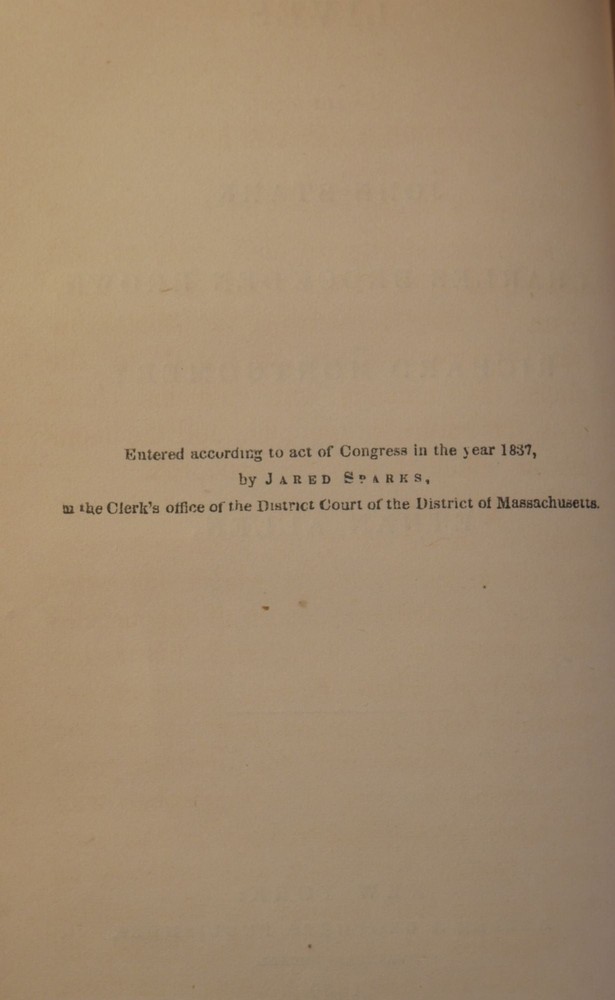 Entered according to act of Congress in the year 1837,
by JARED SPARKS,
in the Clerk's office of the District Court of the District of Massachusetts.